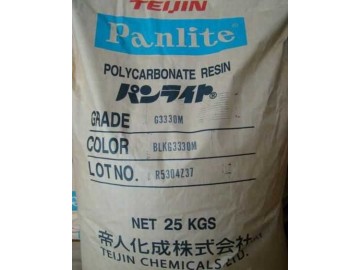 TEIJIN
Panlite®
POLYCARBONATE RESIN
パンライト®
GRADE G3330M
COLOR BLKG3330M
LOT NO. R5304Z37
NET 25 KGS
帝人化成株式会社
TEIJIN CHEMICALS LTD.